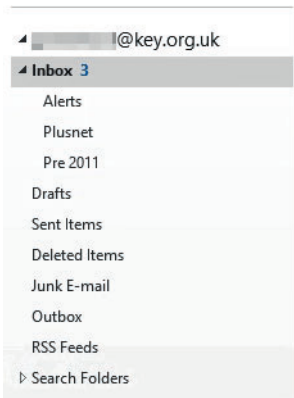 @key.org.uk
Inbox 3
Alerts
Plusnet
Pre 2011
Drafts
Sent Items
Deleted Items
Junk E-mail
Outbox
RSS Feeds
Search Folders